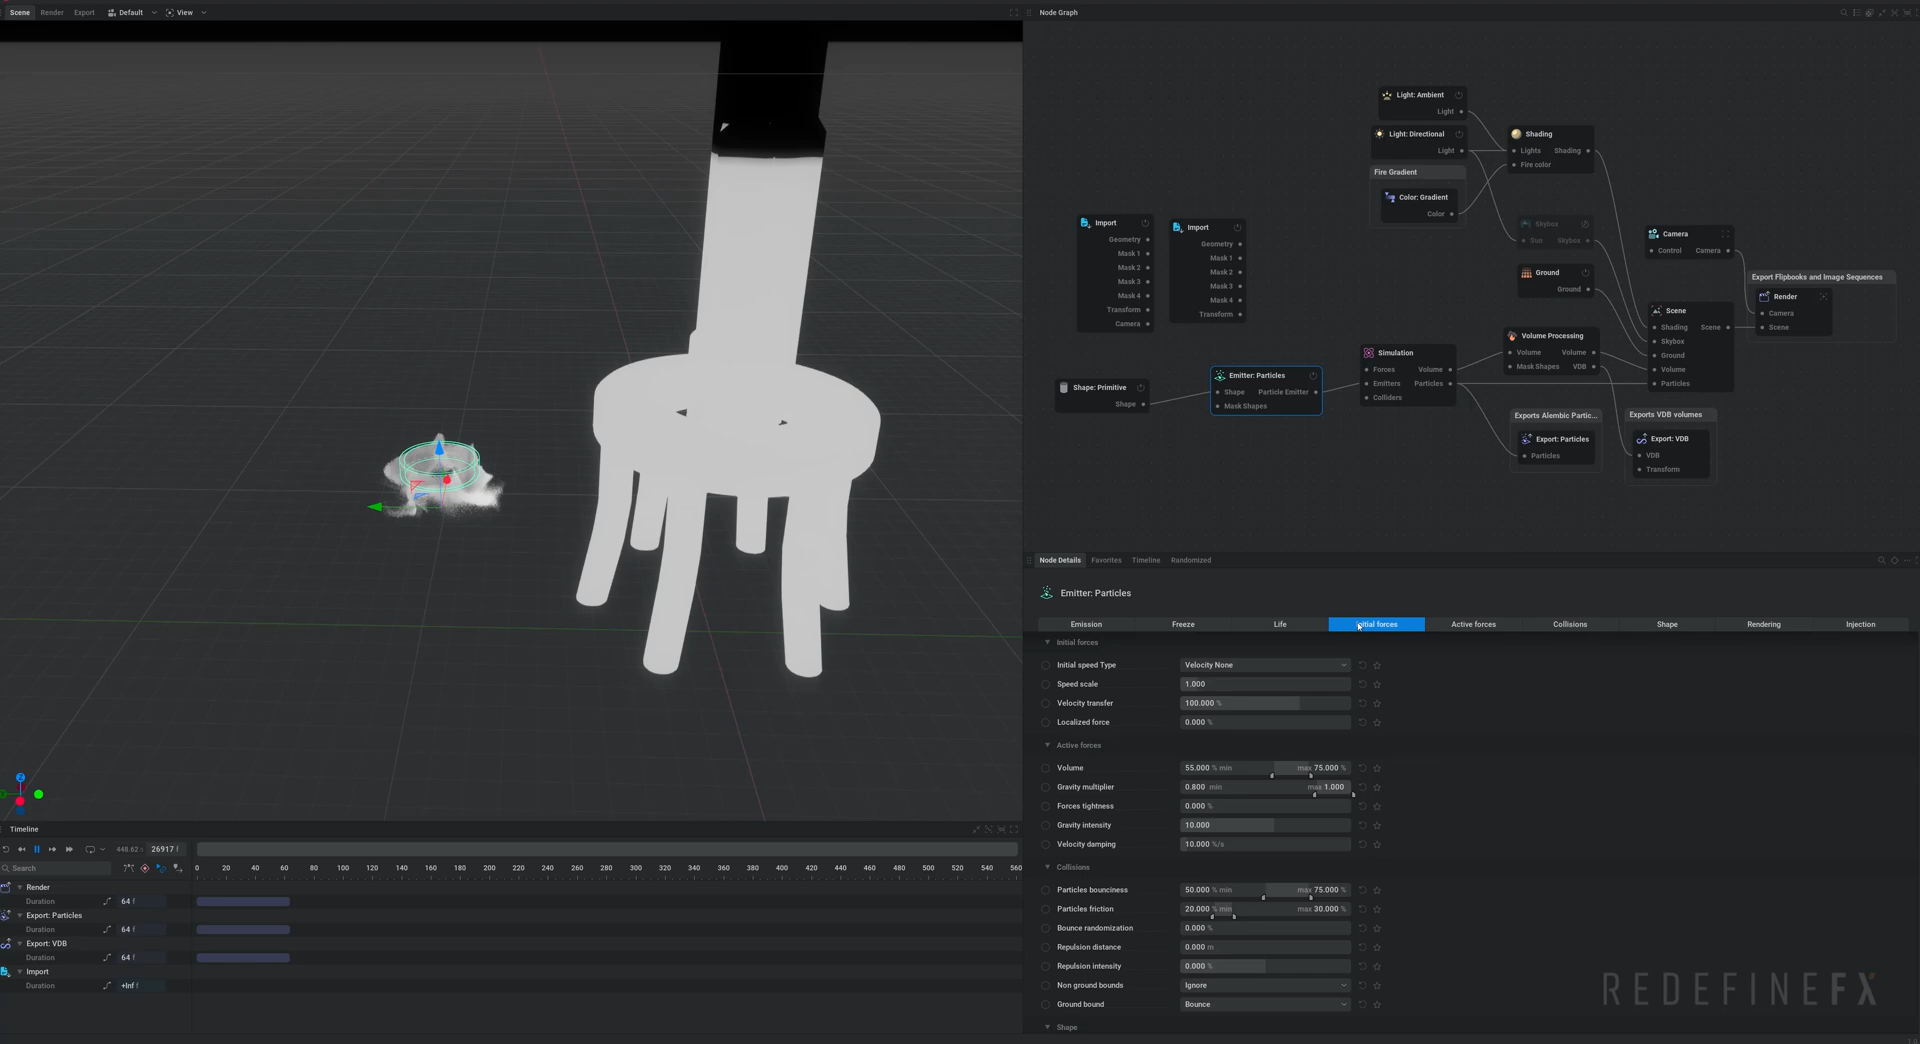 Scene Render Export Default View
Node Graph
Light: Ambient
Light
Light: Directional
Light
Shading
Lights Shading
Fire color
Fire Gradient
Color: Gradient
Color
Import
Geometry
Mask 1
Mask 2
Mask 3
Mask 4
Transform
Camera
Import
Geometry
Mask 1
Mask 2
Mask 3
Mask 4
Transform
Skybox
Sun Skybox
Ground
Ground
Camera
Control Camera
Export Flipbooks and Image Sequences
Render
Camera
Scene
Scene
Shading Scene
Skybox
Ground
Volume
Particles
Volume Processing
Volume Volume
Mask Shapes VDB
Simulation
Forces Volume
Emitters Particles
Colliders
Emitter: Particles
Shape Particle Emitter
Mask Shapes
Shape: Primitive
Shape
Exports Alembic Partic...
Export: Particles
Particles
Exports VDB volumes
Export: VDB
VDB
Transform
Node Details Favorites Timeline Randomized
Emitter: Particles
Emission Freeze Life Initial forces Active forces Collisions Shape Rendering Injection
Initial forces
Initial speed Type Velocity None
Speed scale 1.000
Velocity transfer 100.000 %
Localized force 0.000 %
Active forces
Volume 55.000 % min max 75.000 %
Gravity multiplier 0.800 min max 1.000
Forces tightness 0.000 %
Gravity intensity 10.000
Velocity damping 10.000 %/s
Collisions
Particles bounciness 50.000 % min max 75.000 %
Particles friction 20.000 % min max 30.000 %
Bounce randomization 0.000 %
Repulsion distance 0.000 m
Repulsion intensity 0.000 %
Non ground bounds Ignore
Ground bound Bounce
Shape
REDEFINEFX
Z
Timeline
448.62 s 26917 f
Search
0 20 40 60 80 100 120 140 160 180 200 220 240 260 280 300 320 340 360 380 400 420 440 460 480 500 520 540 560
Render
Duration 64 f
Export: Particles
Duration 64 f
Export: VDB
Duration 64 f
Import
Duration +Inf f